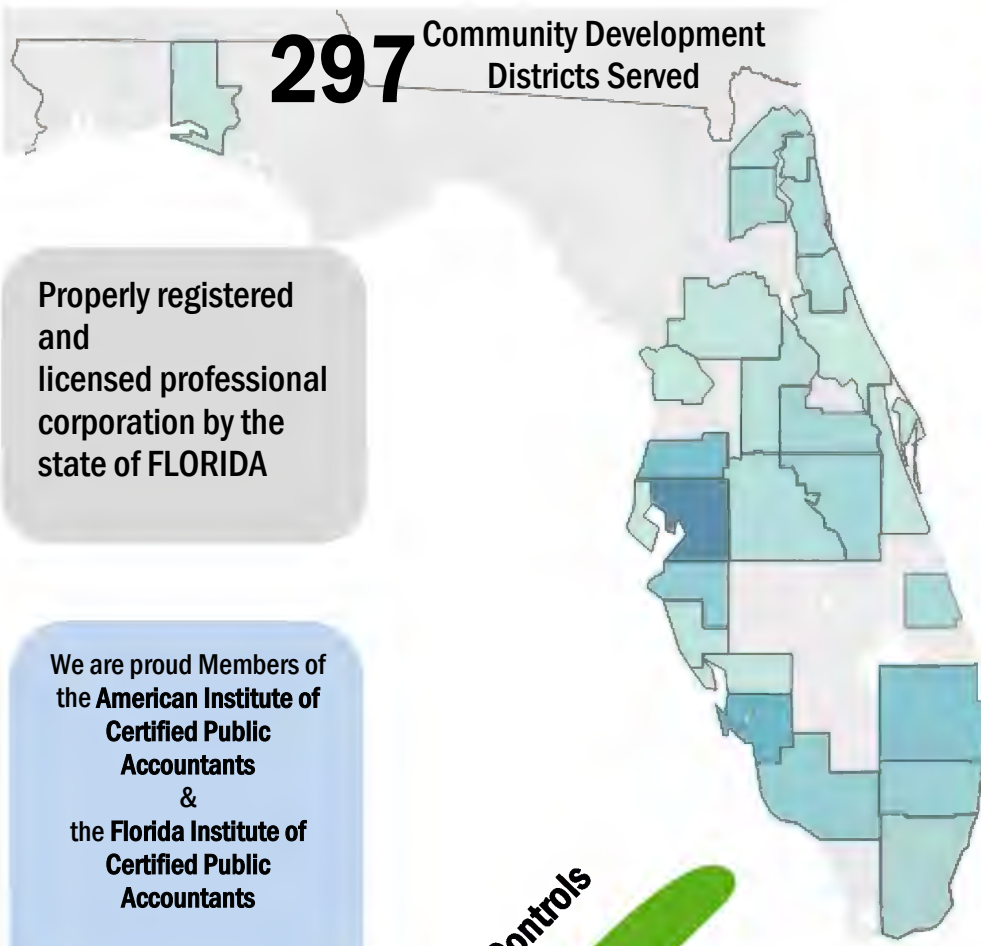 297
Community Development
Districts Served
Properly registered
and
licensed professional
corporation by the
state of FLORIDA
We are proud Members of
the American Institute of
Certified Public
Accountants
&
the Florida Institute of
Certified Public
Accountants
Controls